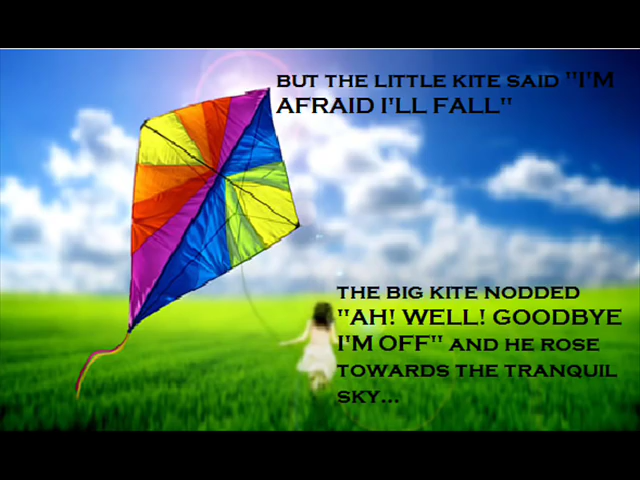 BUT THE LITTLE KITE SAID "I'M
AFRAID I'LL FALL"
THE BIG KITE NODDED
"AH! WELL! GOODBYE
I'M OFF" AND HE ROSE
TOWARDS THE TRANQUIL
SKY...